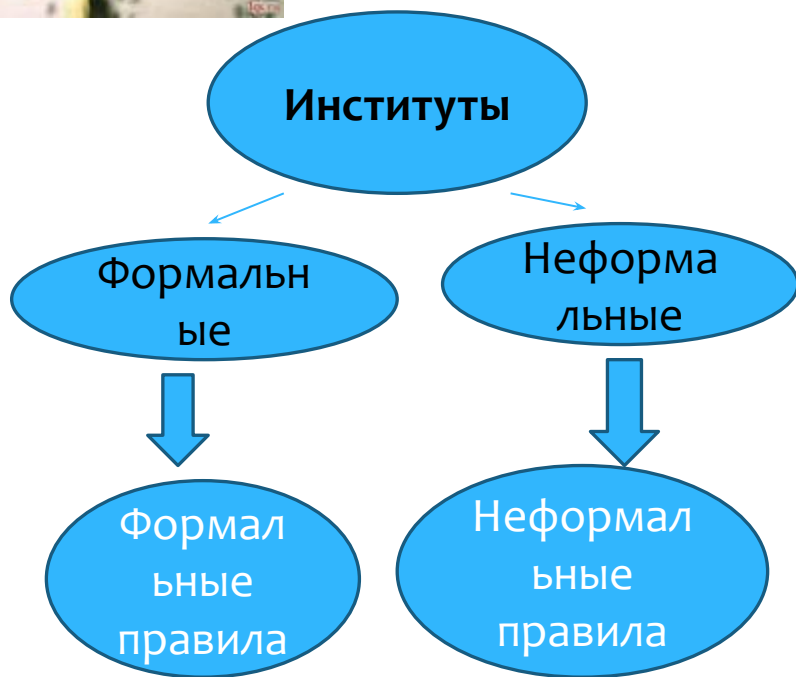 Институты
Формальн
ые
Неформа
льные
Формал
ьные
правила
Неформал
ьные
правила